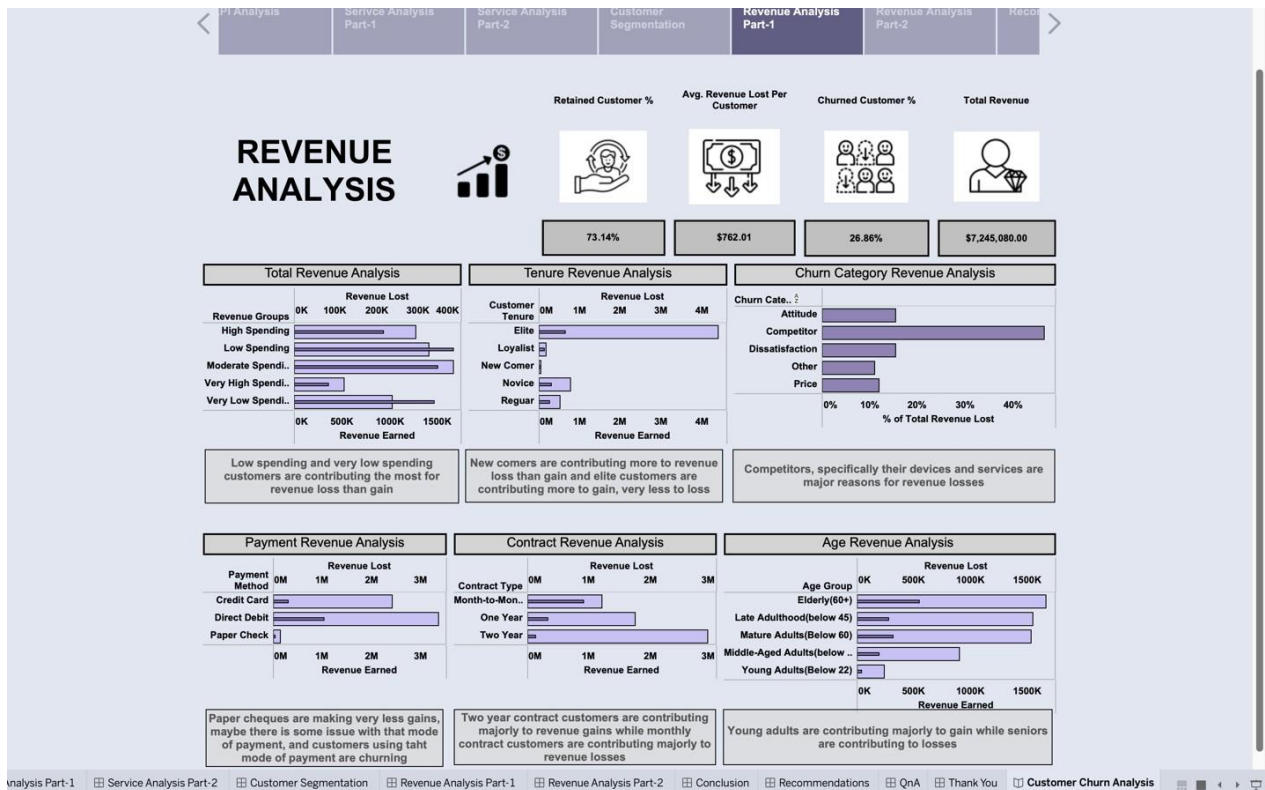 PI Analysis
Serivce Analysis
Part-1
Service Analysis
Part-2
Customer
Segmentation
Revenue Analysis
Part-1
Revenue Analysis
Part-2
Retained Customer %
Avg. Revenue Lost Per
Customer
Churned Customer %
Total Revenue
REVENUE
ANALYSIS
73.14%
$762.01
26.86%
$7,245,080.00
Total Revenue Analysis
Revenue Lost
Revenue Groups 0K 100K 200K 300K 400K
High Spending
Low Spending
Moderate Spendi..
Very High Spendi..
Very Low Spendi..
0K 500K 1000K 1500K
Revenue Earned
Low spending and very low spending
customers are contributing the most for
revenue loss than gain
Tenure Revenue Analysis
Revenue Lost
Customer
Tenure
0M 1M 2M 3M 4M
Elite
Loyalist
New Comer
Novice
Reguar
0M 1M 2M 3M 4M
Revenue Earned
New comers are contributing more to revenue
loss than gain and elite customers are
contributing more to gain, very less to loss
Churn Category Revenue Analysis
Churn Cate..
Attitude
Competitor
Dissatisfaction
Other
Price
0% 10% 20% 30% 40%
% of Total Revenue Lost
Competitors, specifically their devices and services are
major reasons for revenue losses
Payment Revenue Analysis
Revenue Lost
Payment
Method
0M 1M 2M 3M
Credit Card
Direct Debit
Paper Check
0M 1M 2M 3M
Revenue Earned
Paper cheques are making very less gains,
maybe there is some issue with that mode
of payment, and customers using taht
mode of payment are churning
Contract Revenue Analysis
Revenue Lost
Contract Type 0M 1M 2M 3M
Month-to-Mon..
One Year
Two Year
0M 1M 2M 3M
Revenue Earned
Two year contract customers are contributing
majorly to revenue gains while monthly
contract customers are contributing majorly to
revenue losses
Age Revenue Analysis
Revenue Lost
Age Group 0K 500K 1000K 1500K
Elderly(60+)
Late Adulthood(below 45)
Mature Adults(Below 60)
Middle-Aged Adults(below ..
Young Adults(Below 22)
0K 500K 1000K 1500K
Revenue Earned
Young adults are contributing majorly to gain while seniors
are contributing to losses
Analysis Part-1 Service Analysis Part-2 Customer Segmentation Revenue Analysis Part-1 Revenue Analysis Part-2 Conclusion Recommendations QnA Thank You Customer Churn Analysis